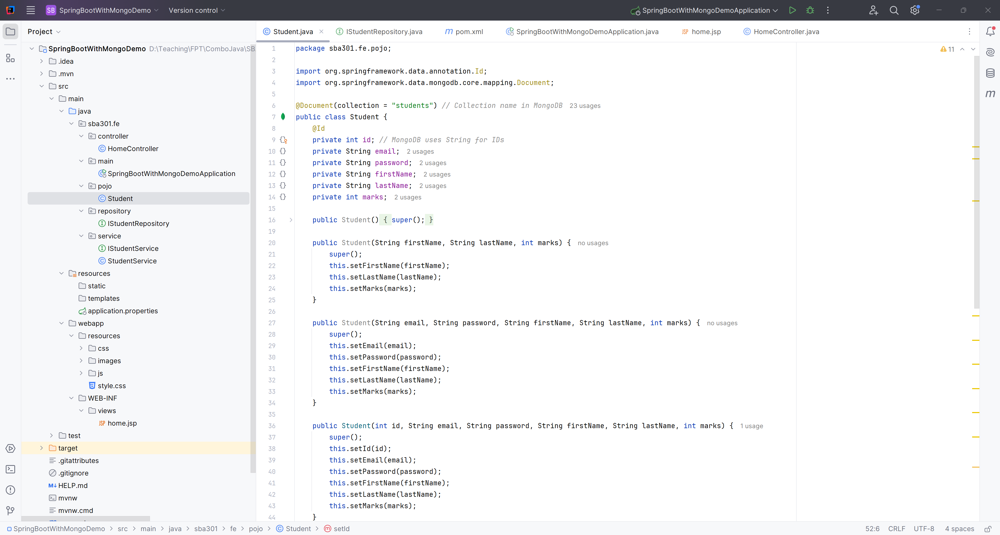 SB SpringBootWithMongoDemo Version control SpringBootWithMongoDemoApplication
Project
Student.java IStudentRepository.java m pom.xml SpringBootWithMongoDemoApplication.java JSP home.jsp HomeController.java
SpringBootWithMongoDemo D:\Teaching\FPT\ComboJava\SB
.idea
.mvn
src
main
java
sba301.fe
controller
HomeController
main
SpringBootWithMongoDemoApplication
pojo
Student
repository
IStudentRepository
service
IStudentService
StudentService
resources
static
templates
application.properties
webapp
resources
css
images
js
style.css
WEB-INF
views
JSP home.jsp
test
target
.gitattributes
.gitignore
M↓ HELP.md
mvnw
mvnw.cmd
11
1 package sba301.fe.pojo;
2
3 import org.springframework.data.annotation.Id;
4 import org.springframework.data.mongodb.core.mapping.Document;
5
6 @Document(collection = "students") // Collection name in MongoDB 23 usages
7 public class Student {
8 @Id
9 private int id; // MongoDB uses String for IDs
10 private String email; 2 usages
11 private String password; 2 usages
12 private String firstName; 2 usages
13 private String lastName; 2 usages
14 private int marks; 2 usages
15
16 public Student() { super(); }
19
20 public Student(String firstName, String lastName, int marks) { no usages
21 super();
22 this.setFirstName(firstName);
23 this.setLastName(lastName);
24 this.setMarks(marks);
25 }
26
27 public Student(String email, String password, String firstName, String lastName, int marks) { no usages
28 super();
29 this.setEmail(email);
30 this.setPassword(password);
31 this.setFirstName(firstName);
32 this.setLastName(lastName);
33 this.setMarks(marks);
34 }
35
36 public Student(int id, String email, String password, String firstName, String lastName, int marks) { 1 usage
37 super();
38 this.setId(id);
39 this.setEmail(email);
40 this.setPassword(password);
41 this.setFirstName(firstName);
42 this.setLastName(lastName);
43 this.setMarks(marks);
44 }
SpringBootWithMongoDemo > src > main > java > sba301 > fe > pojo > Student > setId 52:6 CRLF UTF-8 4 spaces